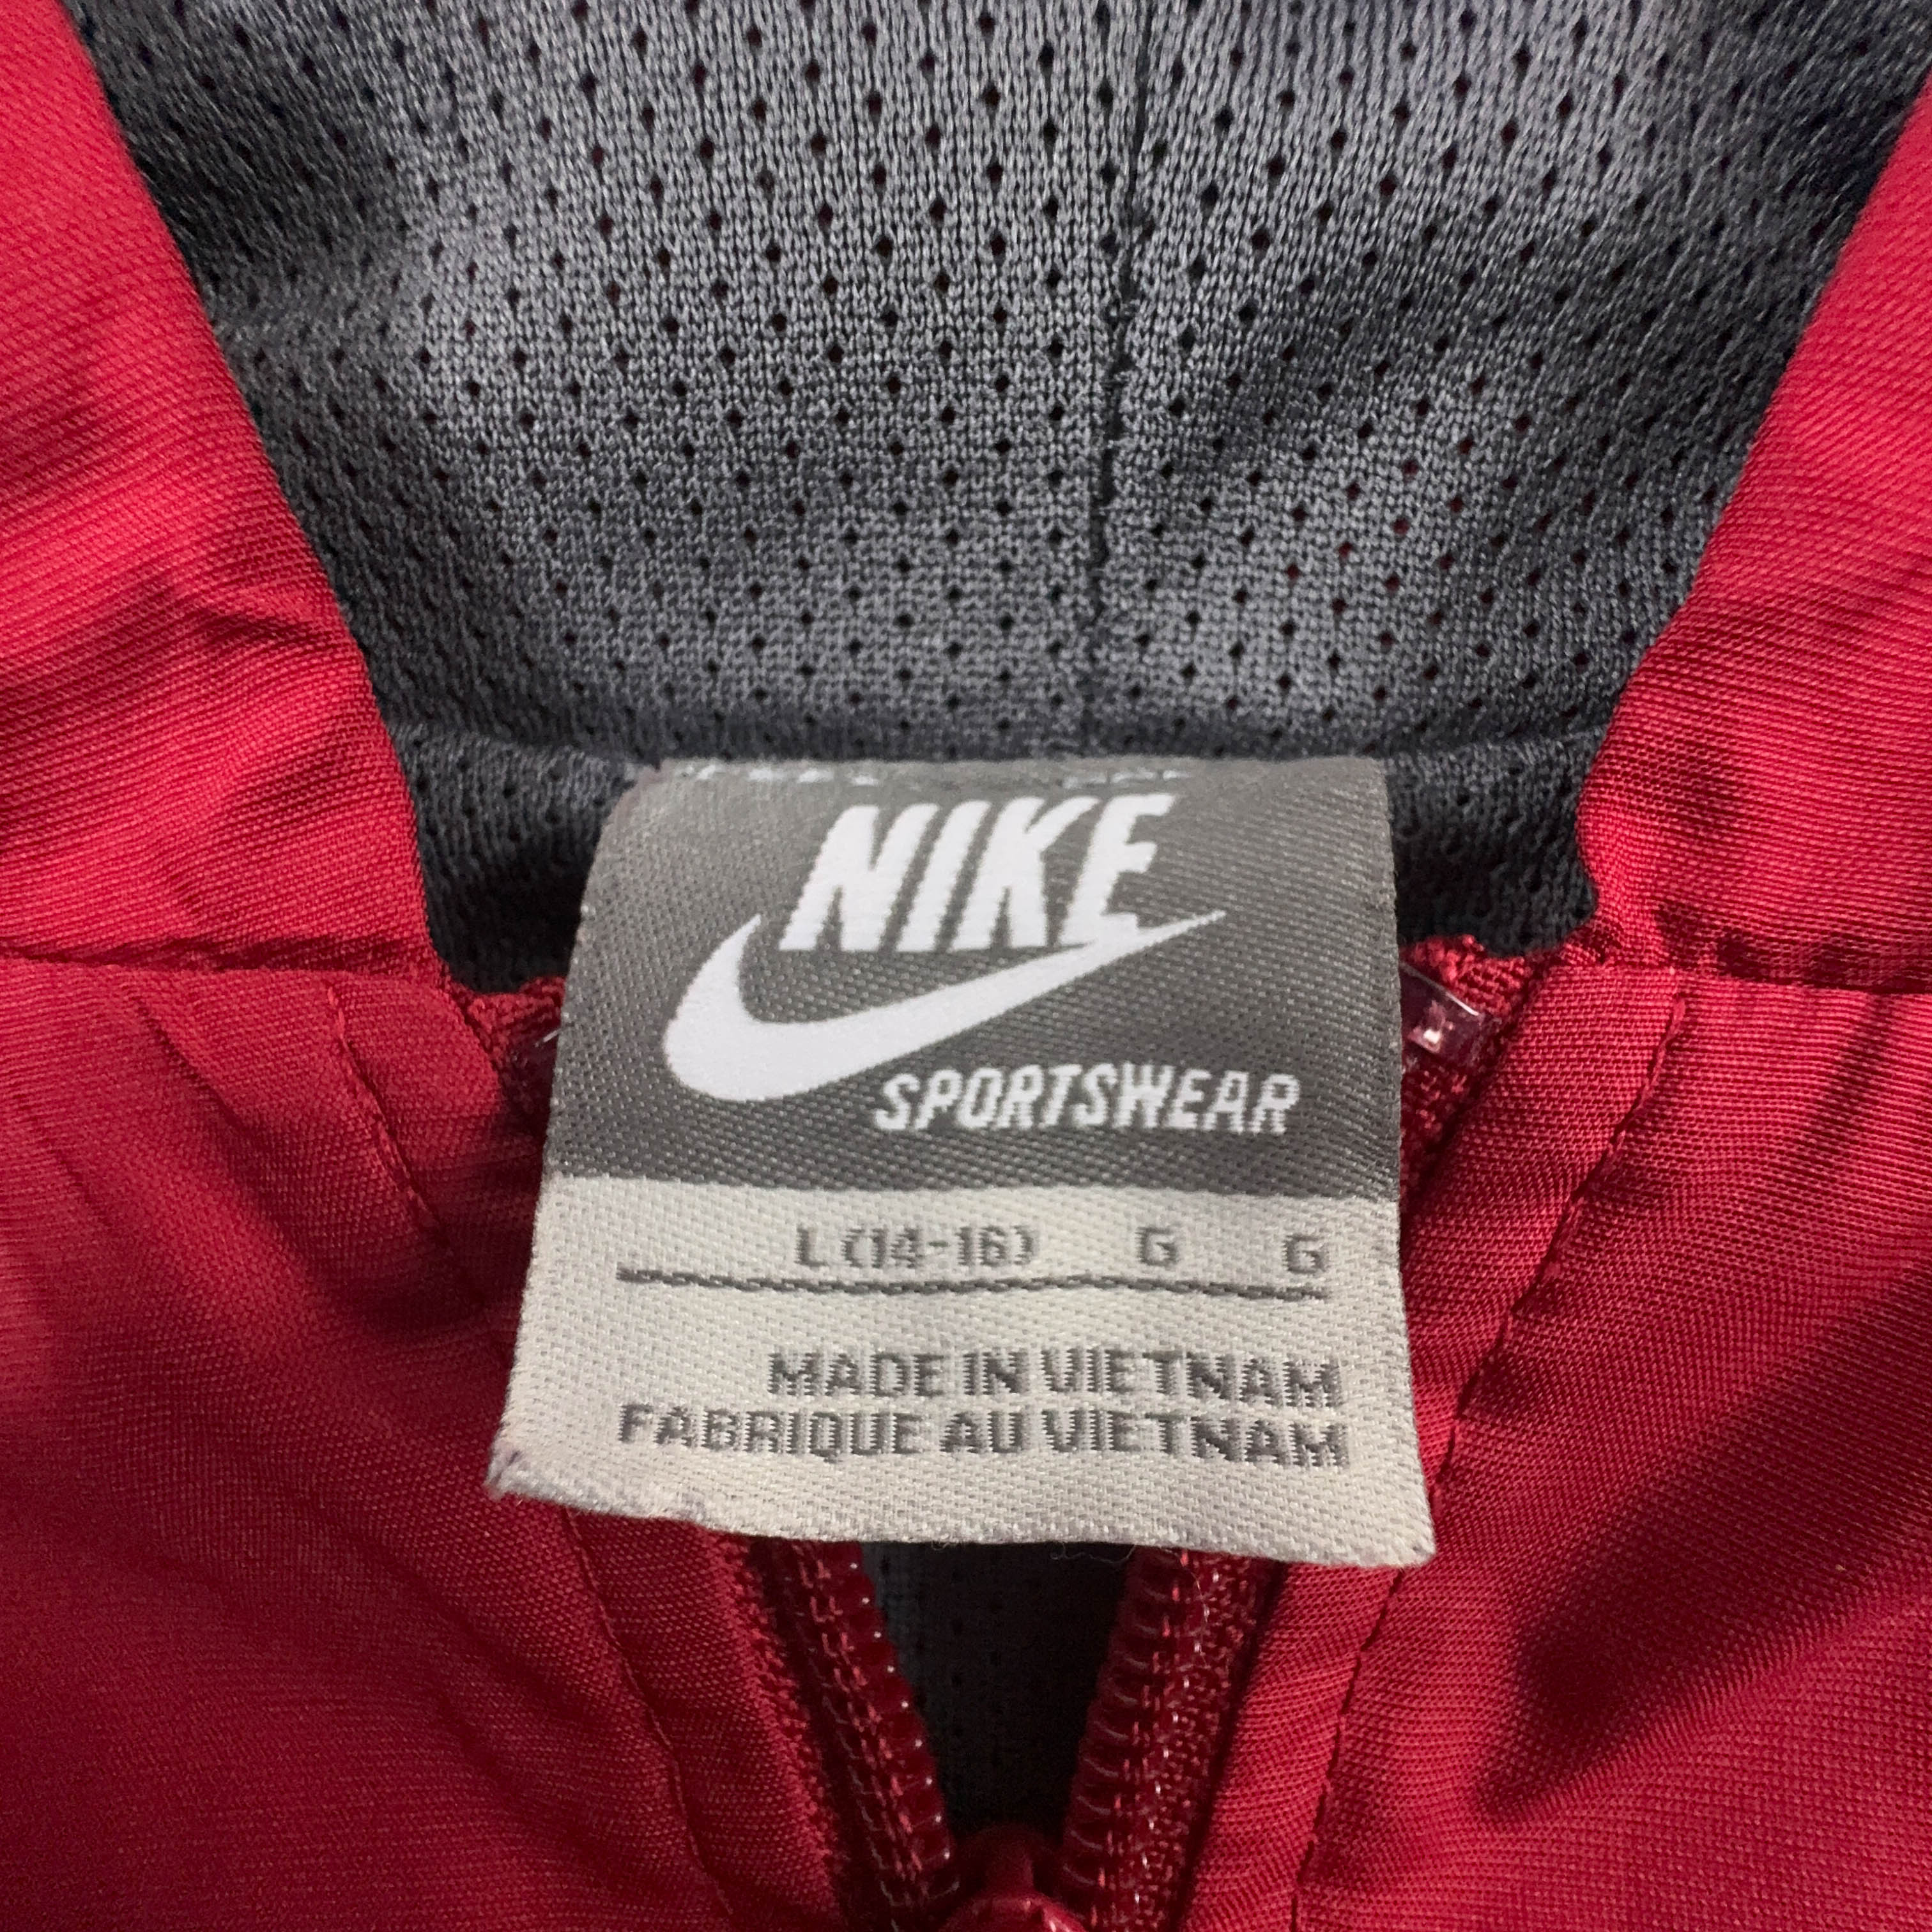 NIKE
SPORTSWEAR
L(14-16) G G
MADE IN VIETNAM
FABRIQUE AU VIETNAM